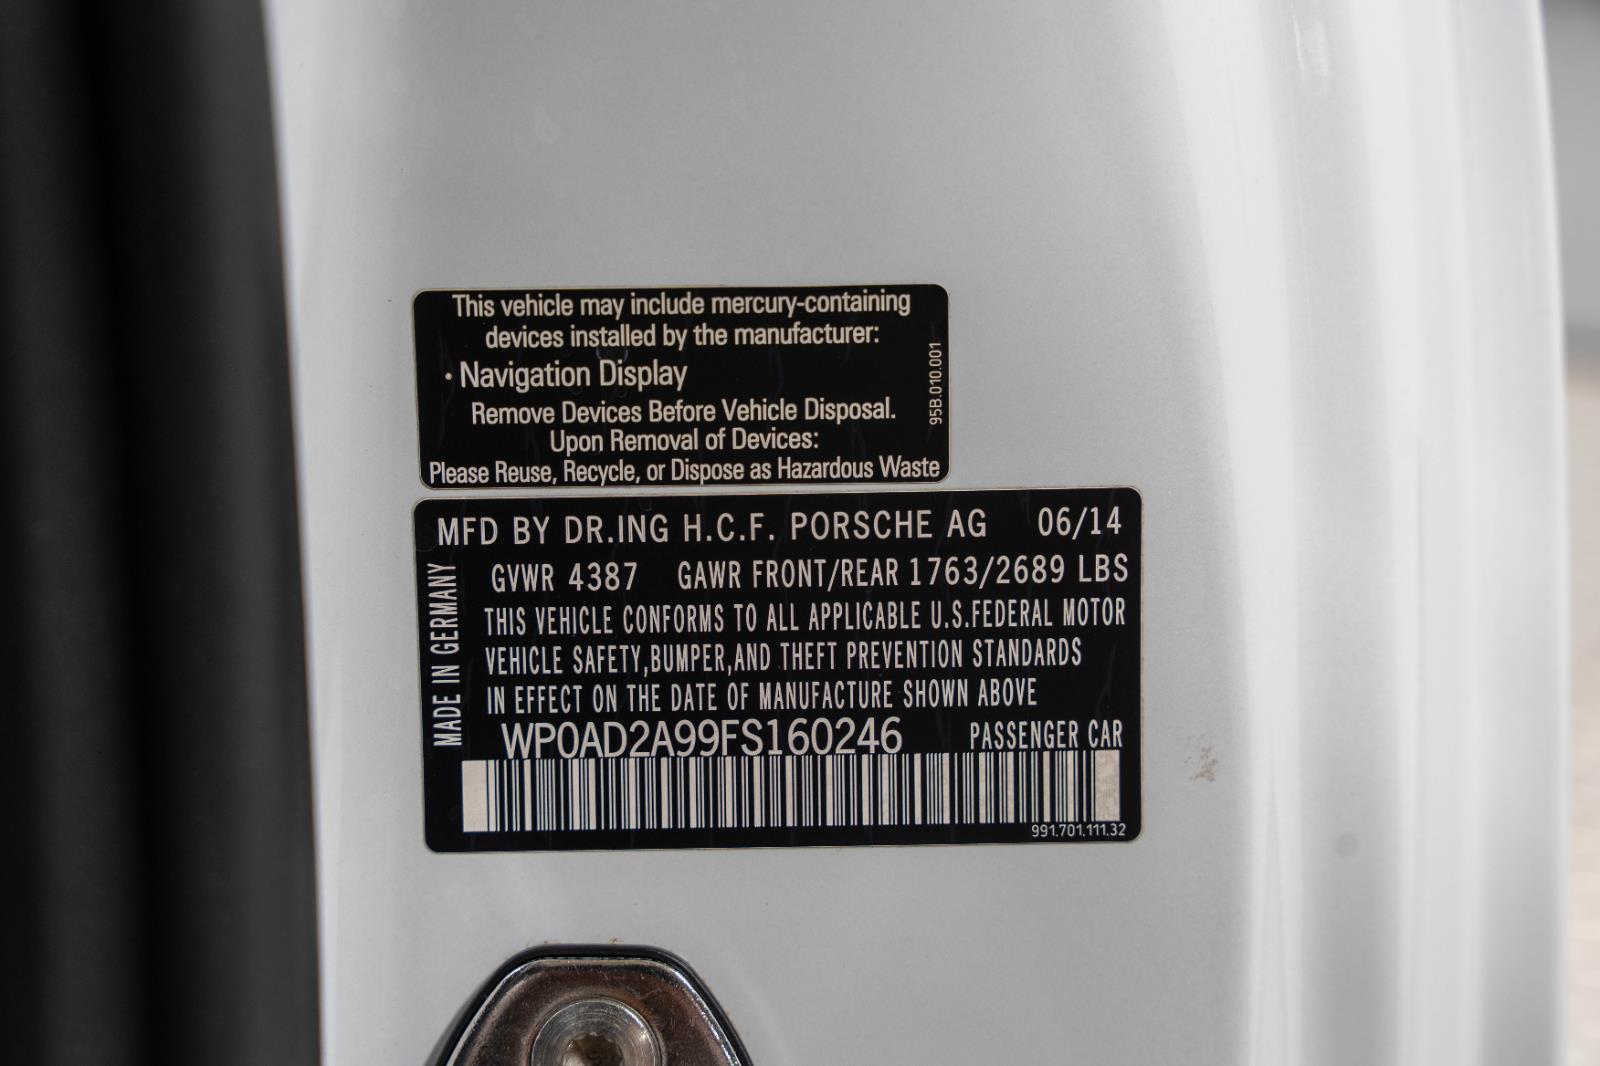 This vehicle may include mercury-containing
devices installed by the manufacturer:
· Navigation Display
Remove Devices Before Vehicle Disposal.
Upon Removal of Devices:
Please Reuse, Recycle, or Dispose as Hazardous Waste
95B.010.001
MFD BY DR.ING H.C.F. PORSCHE AG 06/14
GVWR 4387 GAWR FRONT/REAR 1763/2689 LBS
THIS VEHICLE CONFORMS TO ALL APPLICABLE U.S.FEDERAL MOTOR
VEHICLE SAFETY,BUMPER,AND THEFT PREVENTION STANDARDS
IN EFFECT ON THE DATE OF MANUFACTURE SHOWN ABOVE
WP0AD2A99FS160246 PASSENGER CAR
991.701.111.32
MADE IN GERMANY